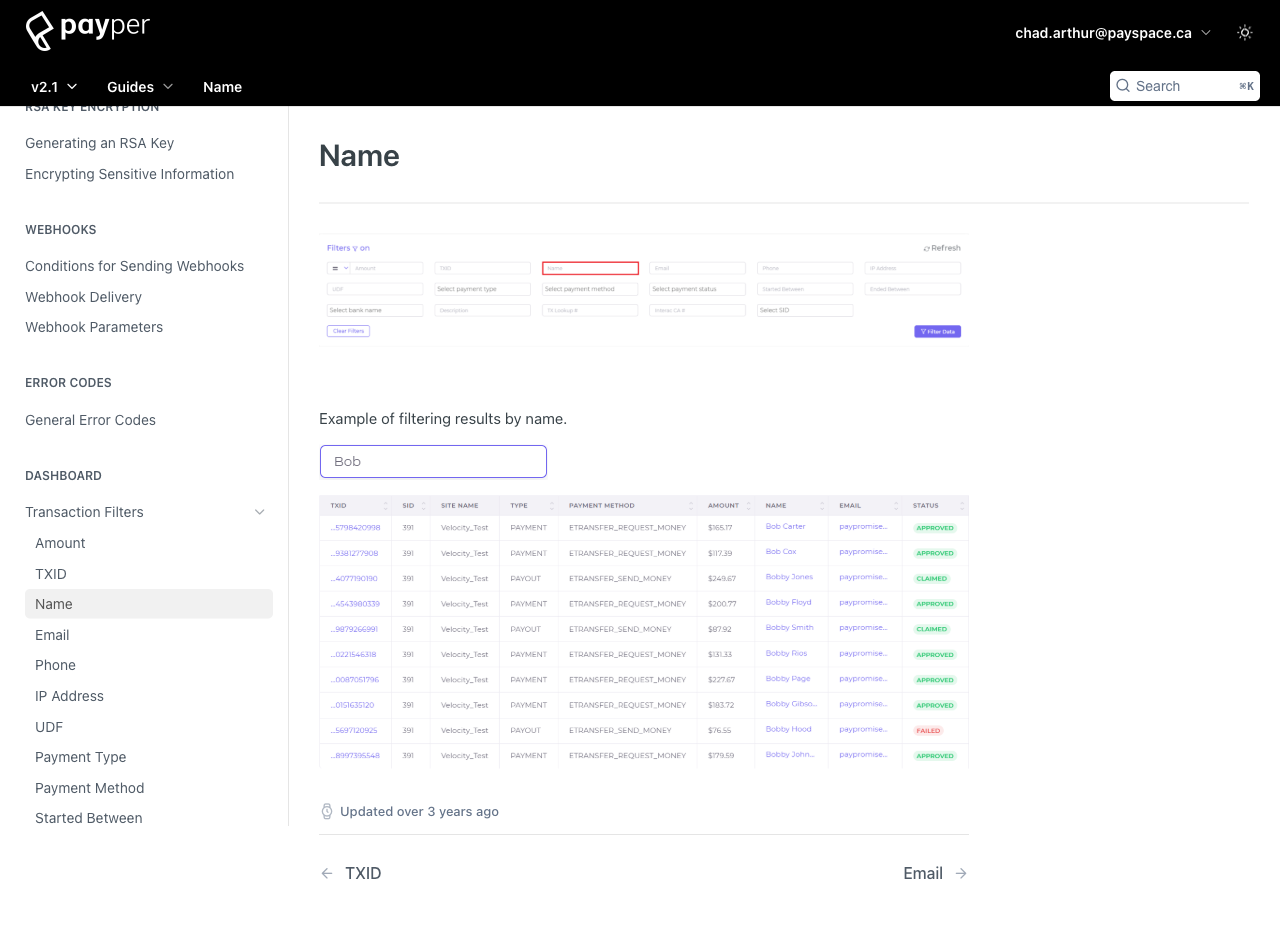 payper
chad.arthur@payspace.ca
v2.1 Guides Name
Search ⌘K
RSA KEY ENCRYPTION
Generating an RSA Key
Encrypting Sensitive Information
WEBHOOKS
Conditions for Sending Webhooks
Webhook Delivery
Webhook Parameters
ERROR CODES
General Error Codes
DASHBOARD
Transaction Filters
Amount
TXID
Name
Email
Phone
IP Address
UDF
Payment Type
Payment Method
Started Between
Name
Filters on Refresh
= Amount TXID Name Email Phone IP Address
UDF Select payment type Select payment method Select payment status Started Between Ended Between
Select bank name Description FX Lookup # Interac CA # Select SID
Clear Filters Filter Data
Example of filtering results by name.
Bob
TXID SID SITE NAME TYPE PAYMENT METHOD AMOUNT NAME EMAIL STATUS
...5798420998 391 Velocity_Test PAYMENT ETRANSFER_REQUEST_MONEY $165.17 Bob Carter paypromise... APPROVED
...9381277908 391 Velocity_Test PAYMENT ETRANSFER_REQUEST_MONEY $117.39 Bob Cox paypromise... APPROVED
...4077190190 391 Velocity_Test PAYOUT ETRANSFER_SEND_MONEY $249.67 Bobby Jones paypromise... CLAIMED
...4543980339 391 Velocity_Test PAYMENT ETRANSFER_REQUEST_MONEY $200.77 Bobby Floyd paypromise... APPROVED
...9879266991 391 Velocity_Test PAYOUT ETRANSFER_SEND_MONEY $87.92 Bobby Smith paypromise... CLAIMED
...0221546318 391 Velocity_Test PAYMENT ETRANSFER_REQUEST_MONEY $131.33 Bobby Rios paypromise... APPROVED
...0087051796 391 Velocity_Test PAYMENT ETRANSFER_REQUEST_MONEY $227.67 Bobby Page paypromise... APPROVED
...0151635120 391 Velocity_Test PAYMENT ETRANSFER_REQUEST_MONEY $183.72 Bobby Gibso... paypromise... APPROVED
...5697120925 391 Velocity_Test PAYOUT ETRANSFER_SEND_MONEY $76.55 Bobby Hood paypromise... FAILED
...8997395548 391 Velocity_Test PAYMENT ETRANSFER_REQUEST_MONEY $179.59 Bobby John... paypromise... APPROVED
Updated over 3 years ago
← TXID Email →